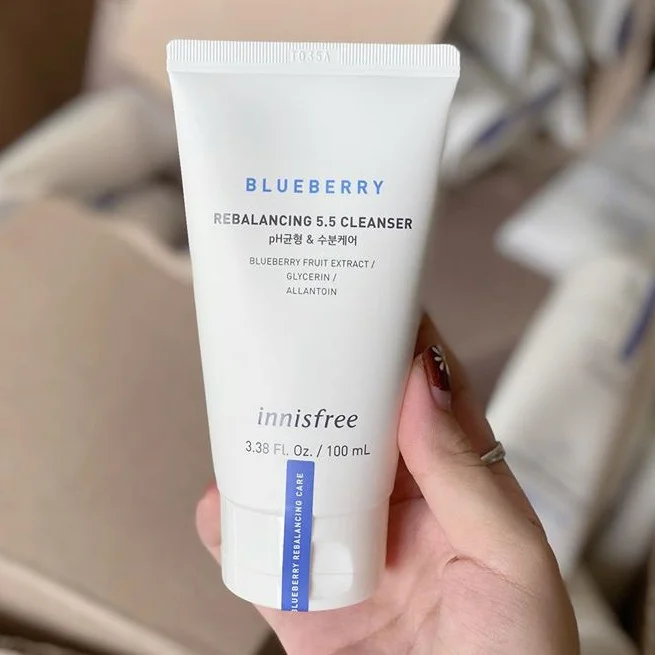 BLUEBERRY
REBALANCING 5.5 CLEANSER
pH균형 & 수분케어
BLUEBERRY FRUIT EXTRACT /
GLYCERIN /
ALLANTOIN
innisfree
3.38 Fl. Oz. / 100 mL
BLUEBERRY REBALANCING CARE